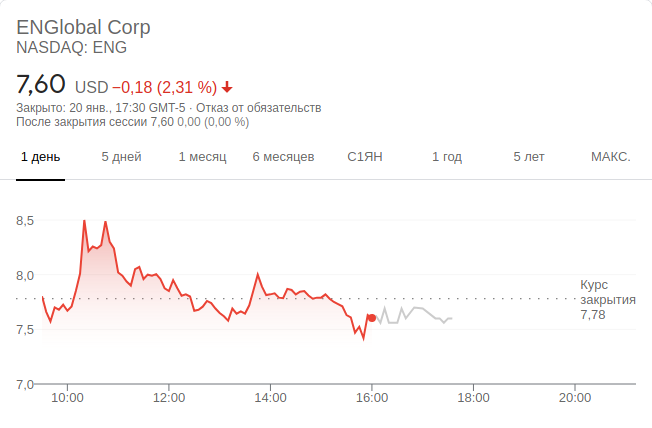 ENGlobal Corp
NASDAQ: ENG
7,60 USD −0,18 (2,31 %)
Закрыто: 20 янв., 17:30 GMT-5 · Отказ от обязательств
После закрытия сессии 7,60 0,00 (0,00 %)
1 день 5 дней 1 месяц 6 месяцев С1ЯН 1 год 5 лет МАКС.
8,5
8,0
Курс
закрытия
7,78
7,5
7,0
10:00 12:00 14:00 16:00 18:00 20:00